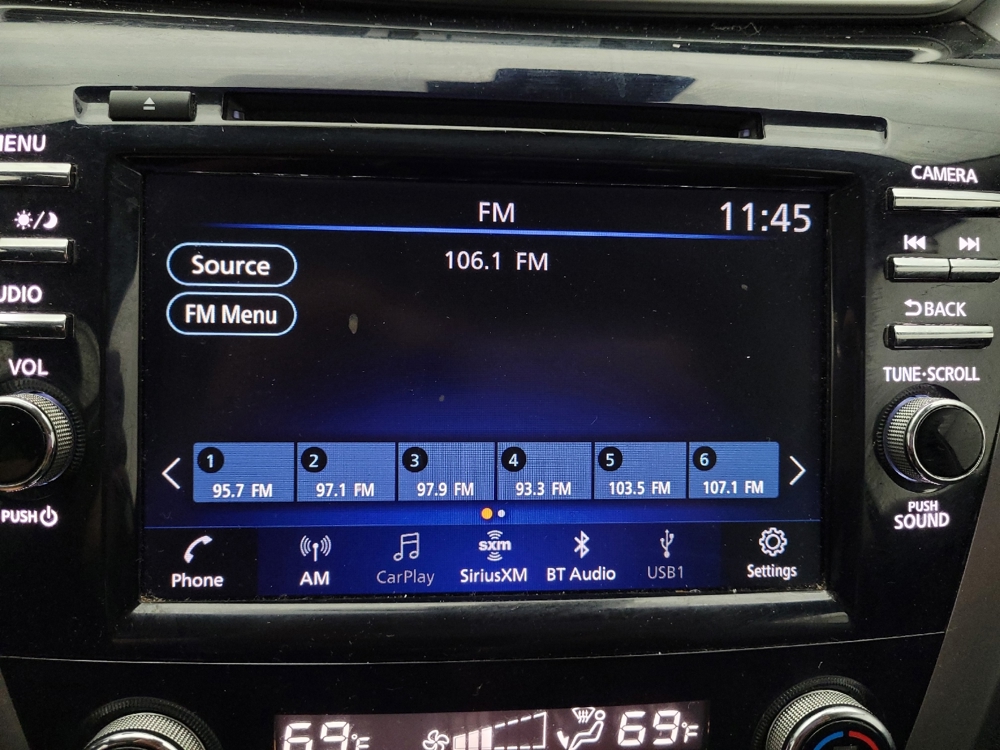 MENU
CAMERA
FM
11:45
106.1 FM
Source
FM Menu
AUDIO
BACK
VOL
TUNE·SCROLL
1
2
3
4
5
6
95.7 FM
97.1 FM
97.9 FM
93.3 FM
103.5 FM
107.1 FM
PUSH
PUSH
SOUND
Phone
AM
CarPlay
sxm
SiriusXM
BT Audio
USB1
Settings
69°F
69°F